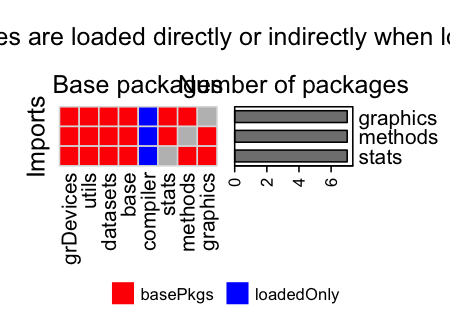 es are loaded directly or indirectly when lo
Base packages
Number of packages
Imports
graphics
methods
stats
0 2 4 6
grDevices
utils
datasets
base
compiler
stats
methods
graphics
basePkgs
loadedOnly